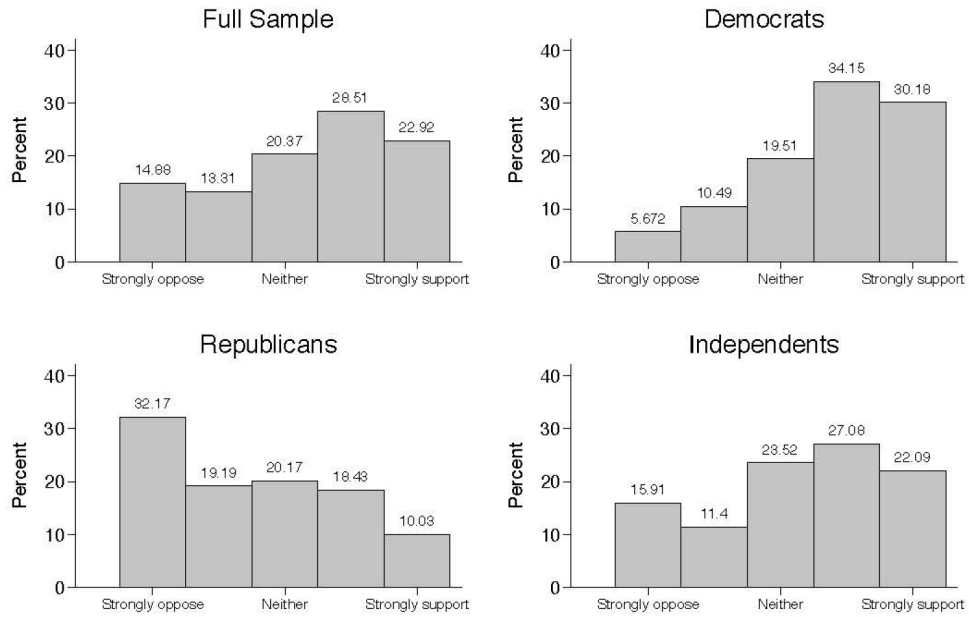 Full Sample
Percent
40
30
20
10
0
14.88
13.31
20.37
28.51
22.92
Strongly oppose
Neither
Strongly support
Democrats
Percent
40
30
20
10
0
5.672
10.49
19.51
34.15
30.18
Strongly oppose
Neither
Strongly support
Republicans
Percent
40
30
20
10
0
32.17
19.19
20.17
18.43
10.03
Strongly oppose
Neither
Strongly support
Independents
Percent
40
30
20
10
0
15.91
11.4
23.52
27.08
22.09
Strongly oppose
Neither
Strongly support